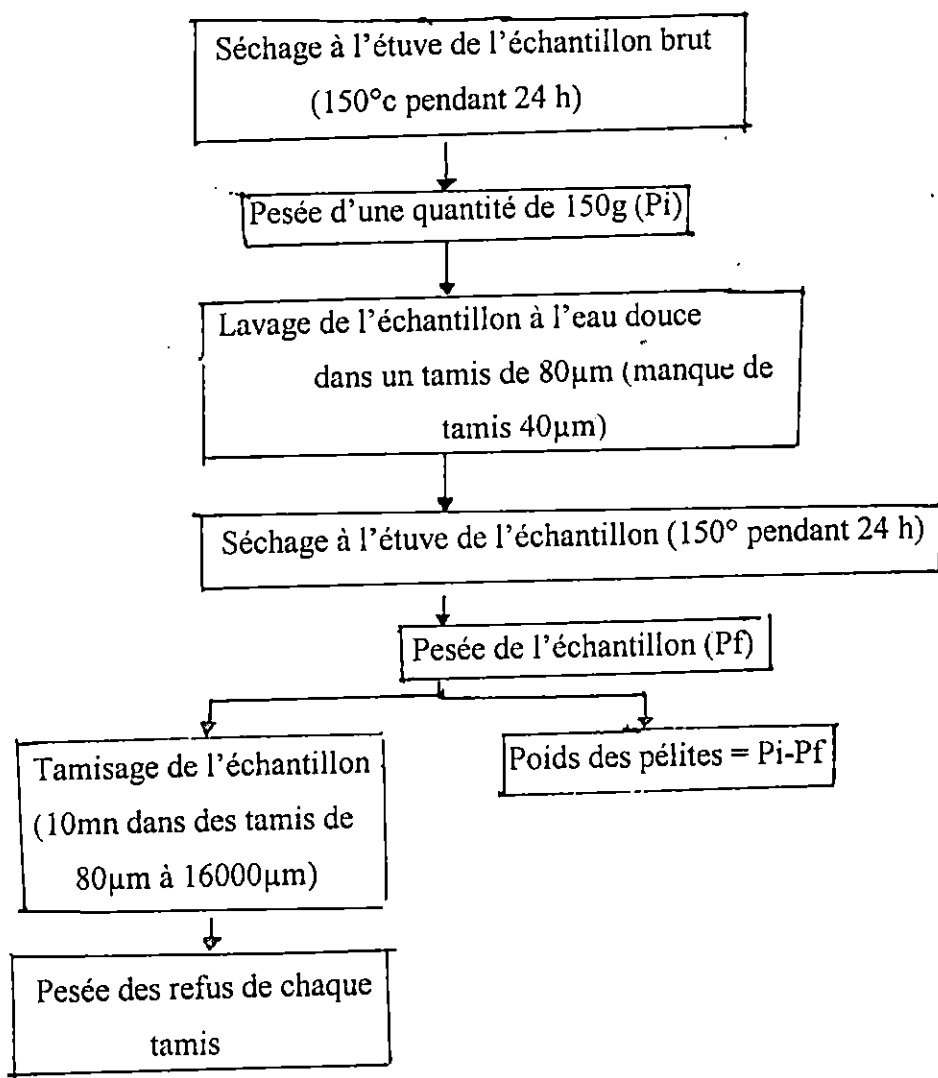 Séchage à l'étuve de l'échantillon brut
(150°c pendant 24 h)
Pesée d'une quantité de 150g (Pi)
Lavage de l'échantillon à l'eau douce
dans un tamis de 80µm (manque de
tamis 40µm)
Séchage à l'étuve de l'échantillon (150° pendant 24 h)
Pesée de l'échantillon (Pf)
Tamisage de l'échantillon
(10mn dans des tamis de
80µm à 16000µm)
Poids des pélites = Pi-Pf
Pesée des refus de chaque
tamis